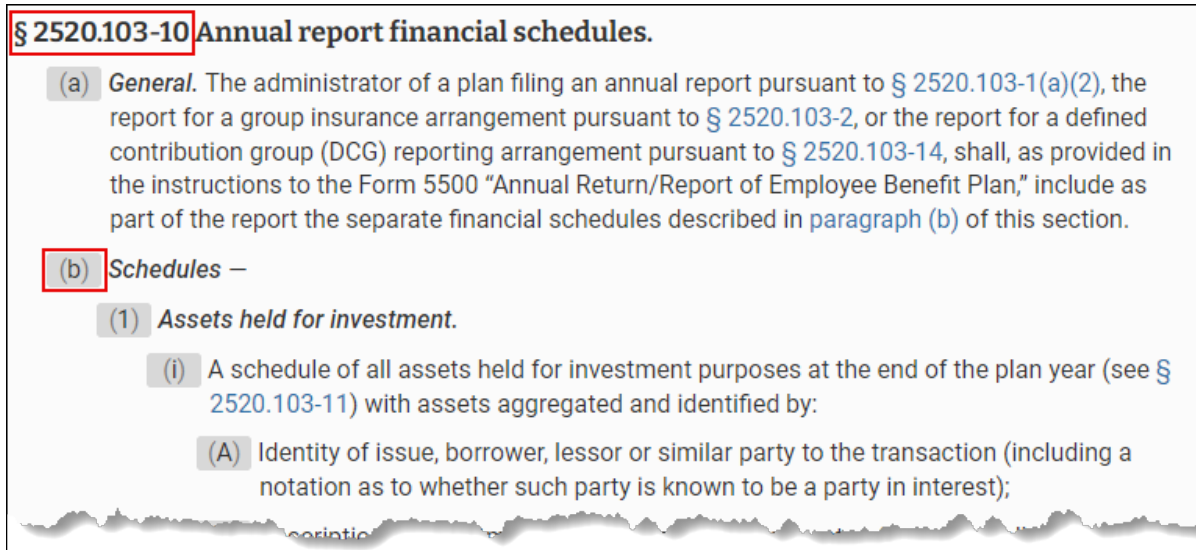 § 2520.103-10 Annual report financial schedules.
(a) General. The administrator of a plan filing an annual report pursuant to § 2520.103-1(a)(2), the
report for a group insurance arrangement pursuant to § 2520.103-2, or the report for a defined
contribution group (DCG) reporting arrangement pursuant to § 2520.103-14, shall, as provided in
the instructions to the Form 5500 “Annual Return/Report of Employee Benefit Plan,” include as
part of the report the separate financial schedules described in paragraph (b) of this section.
(b) Schedules —
(1) Assets held for investment.
(i) A schedule of all assets held for investment purposes at the end of the plan year (see §
2520.103-11) with assets aggregated and identified by:
(A) Identity of issue, borrower, lessor or similar party to the transaction (including a
notation as to whether such party is known to be a party in interest);